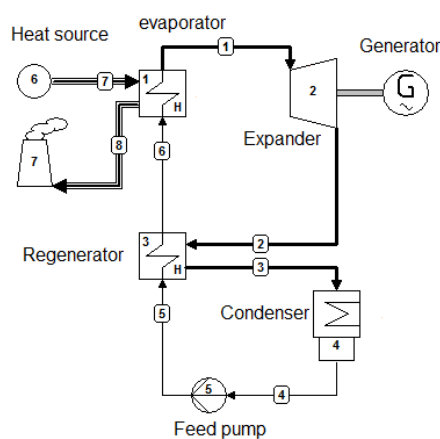 evaporator
Heat source
Generator
1
6
7
1
H
2
G
~
7
8
Expander
6
Regenerator
3
H
2
3
Condenser
4
5
5
4
Feed pump